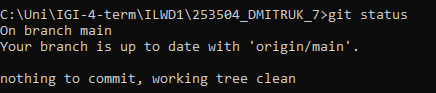 C:\Uni\IGI-4-term\ILWD1\253504_DMITRUK_7>git status
On branch main
Your branch is up to date with 'origin/main'.
nothing to commit, working tree clean